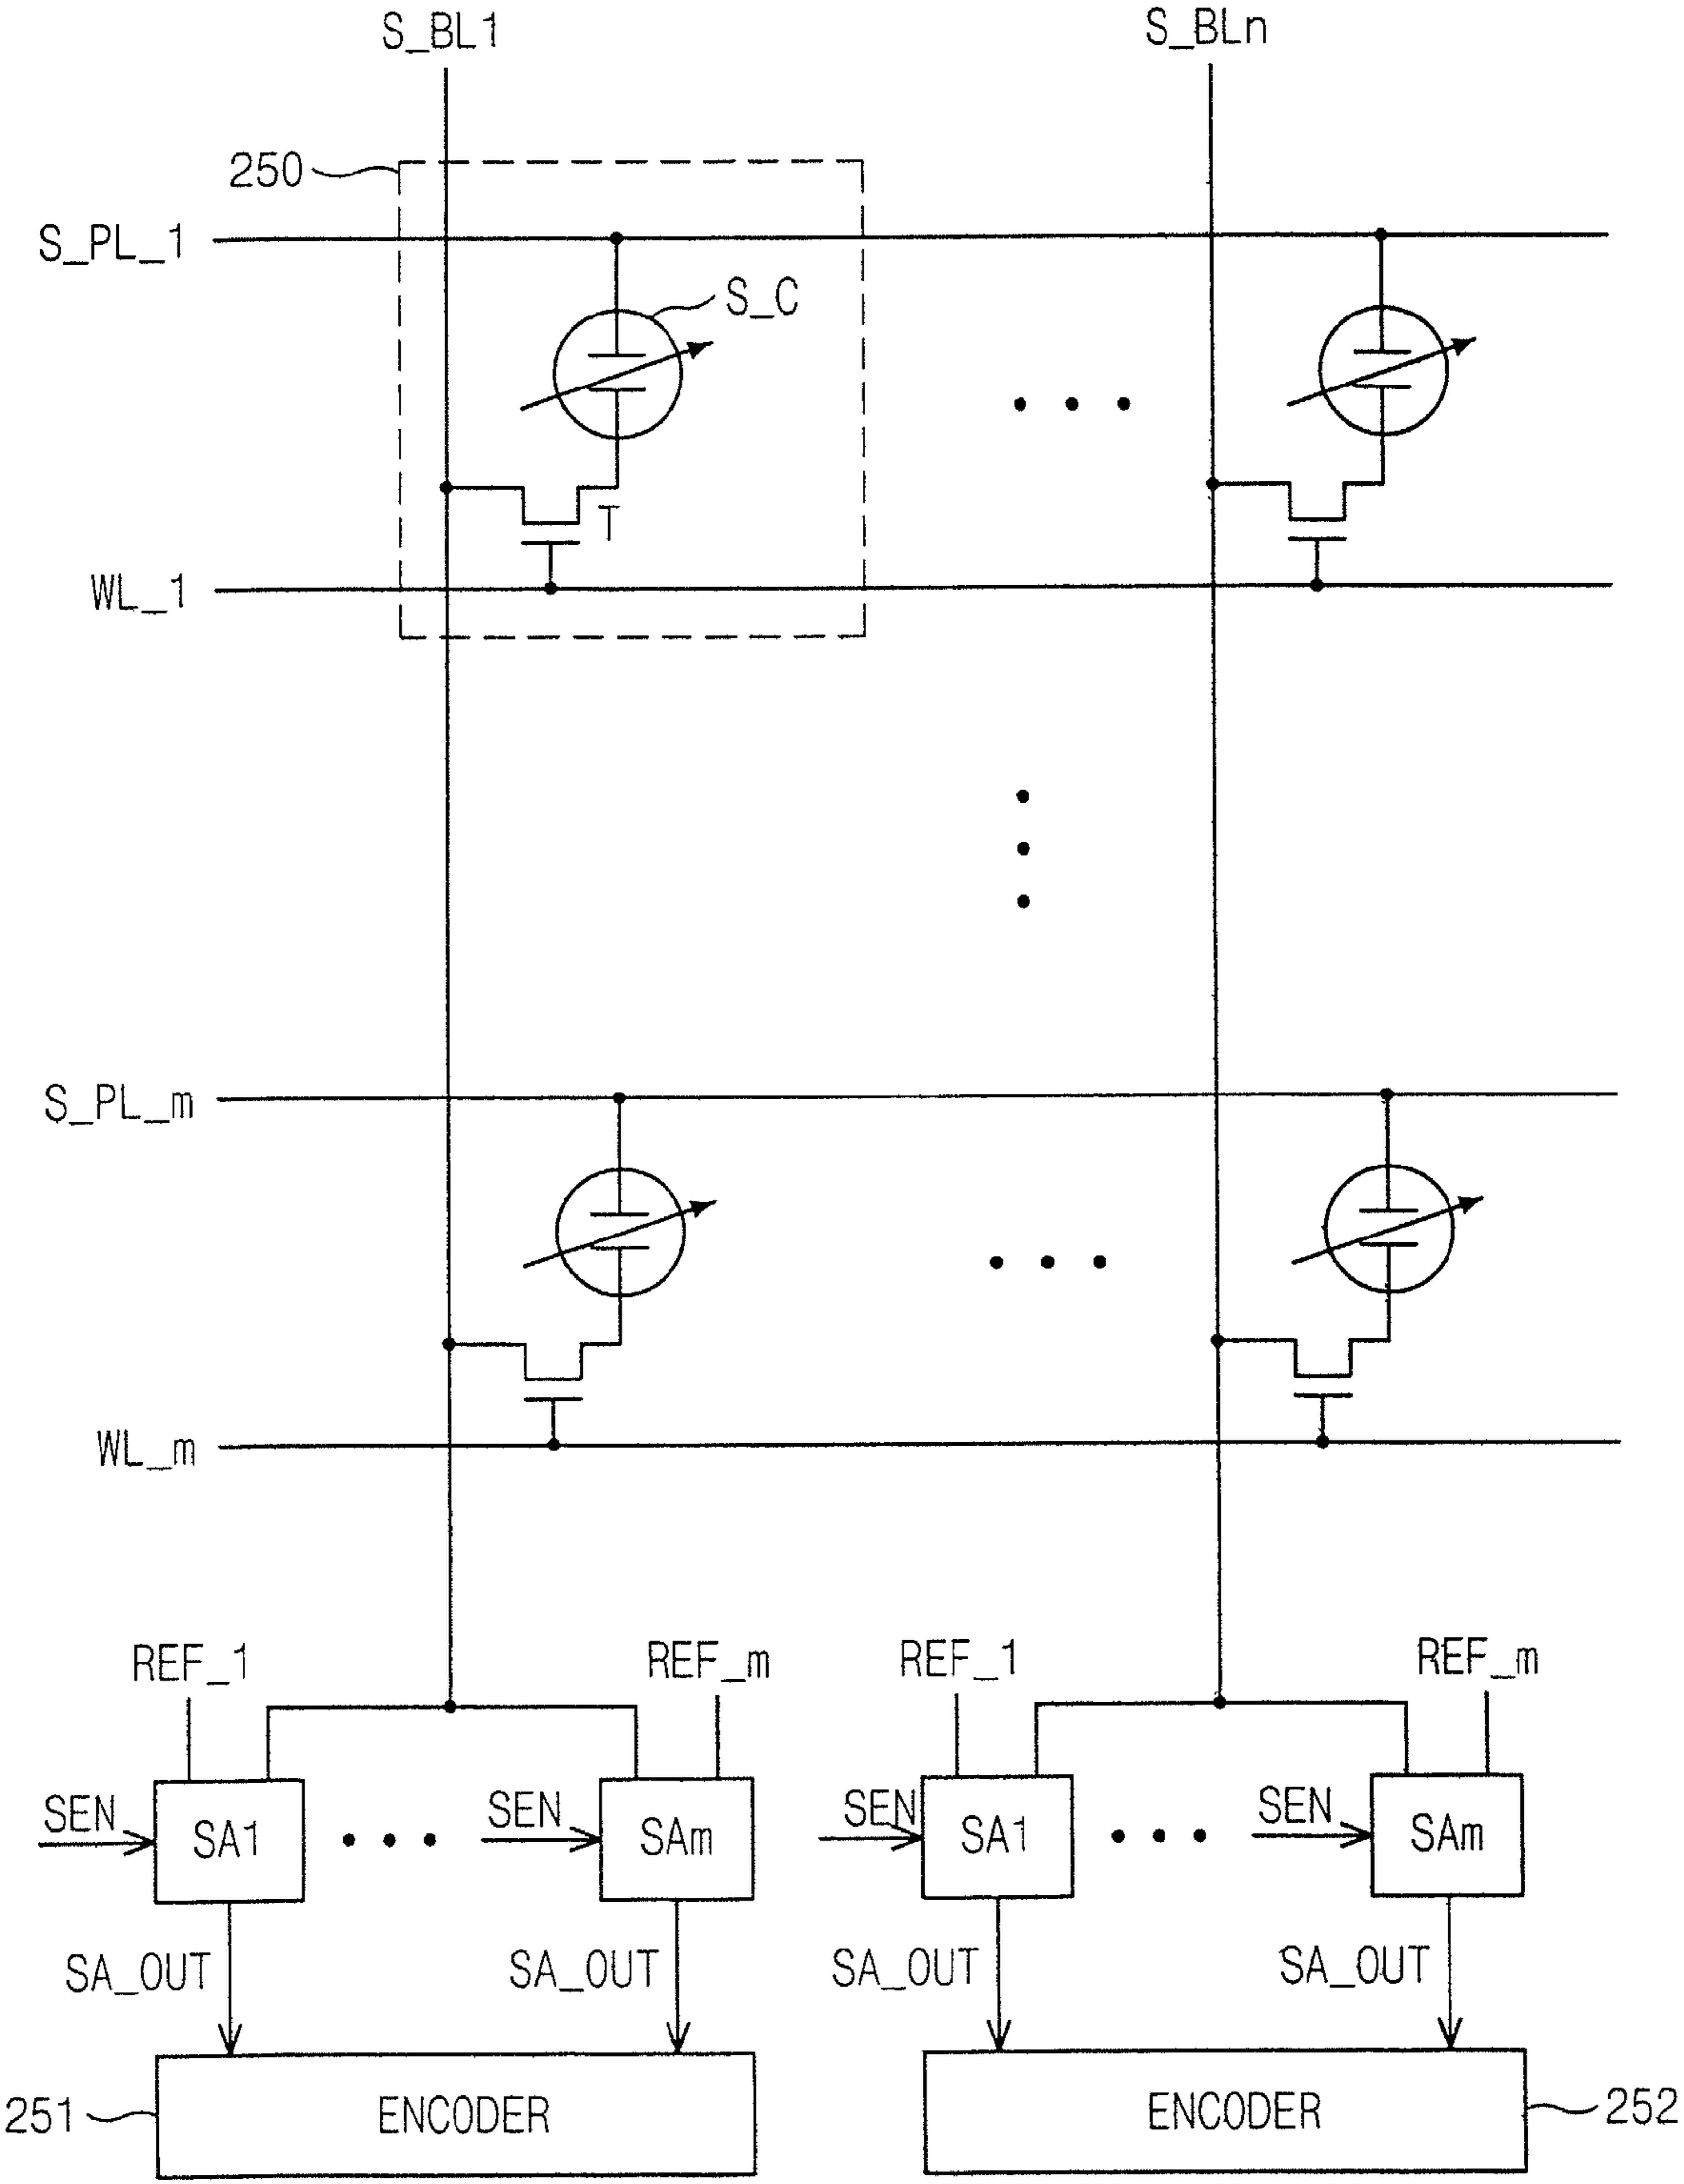 S_BL1
S_BLn
250
S_PL_1
S_C
T
WL_1
S_PL_m
WL_m
REF_1
REF_m
REF_1
REF_m
SEN
SA1
SEN
SAm
SEN
SA1
SEN
SAm
SA_OUT
SA_OUT
SA_OUT
SA_OUT
251
ENCODER
ENCODER
252